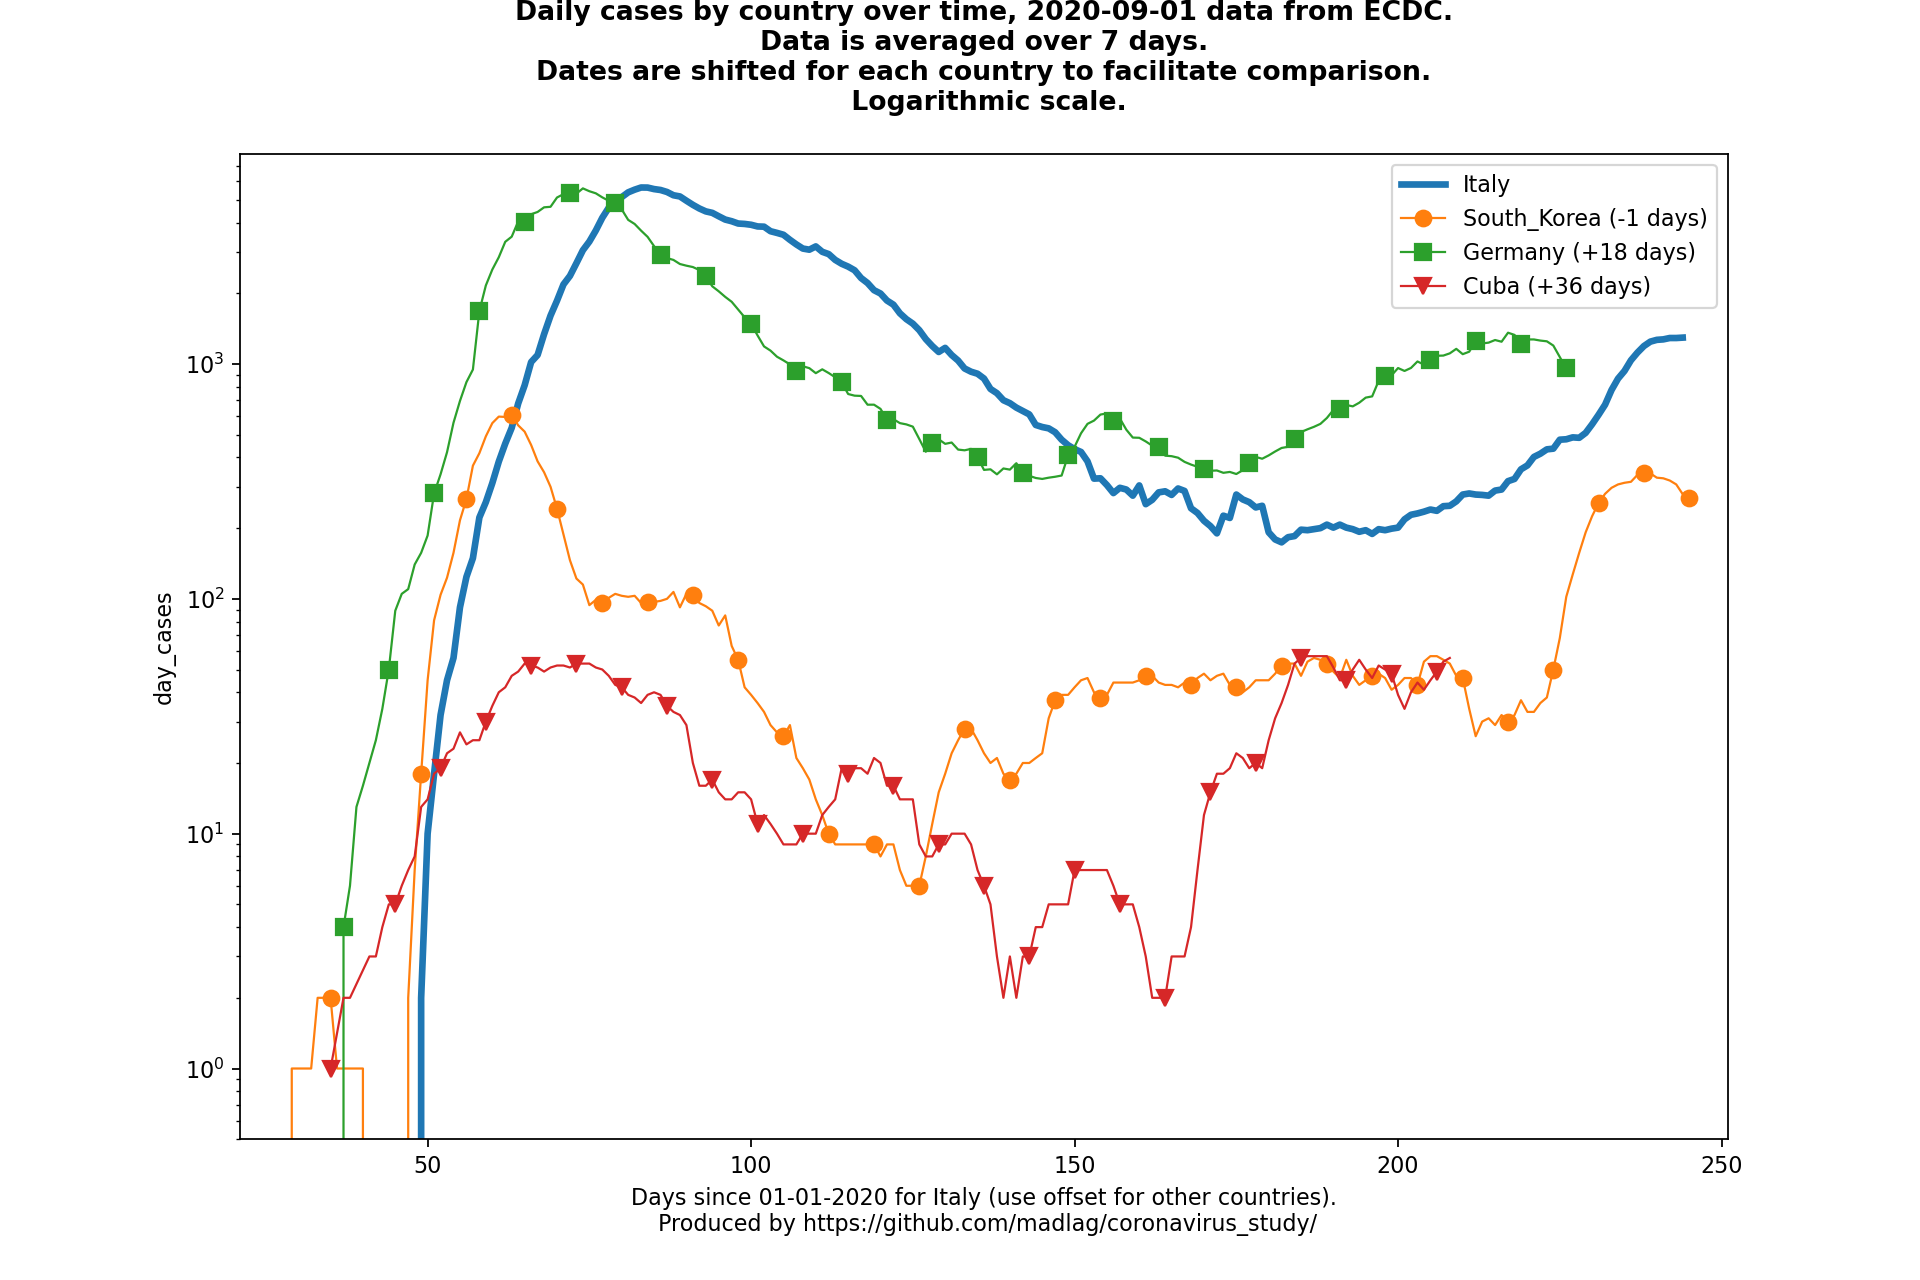 Daily cases by country over time, 2020-09-01 data from ECDC.
Data is averaged over 7 days.
Dates are shifted for each country to facilitate comparison.
Logarithmic scale.
Italy
South_Korea (-1 days)
Germany (+18 days)
Cuba (+36 days)
10³
10²
10¹
10⁰
day_cases
50 100 150 200 250
Days since 01-01-2020 for Italy (use offset for other countries).
Produced by https://github.com/madlag/coronavirus_study/